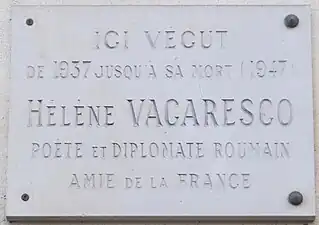 ICI VÉCUT
DE 1937 JUSQU'À SA MORT (1947)
HÉLÈNE VACARESCO
POÈTE ET DIPLOMATE ROUMAIN
AMIE DE LA FRANCE